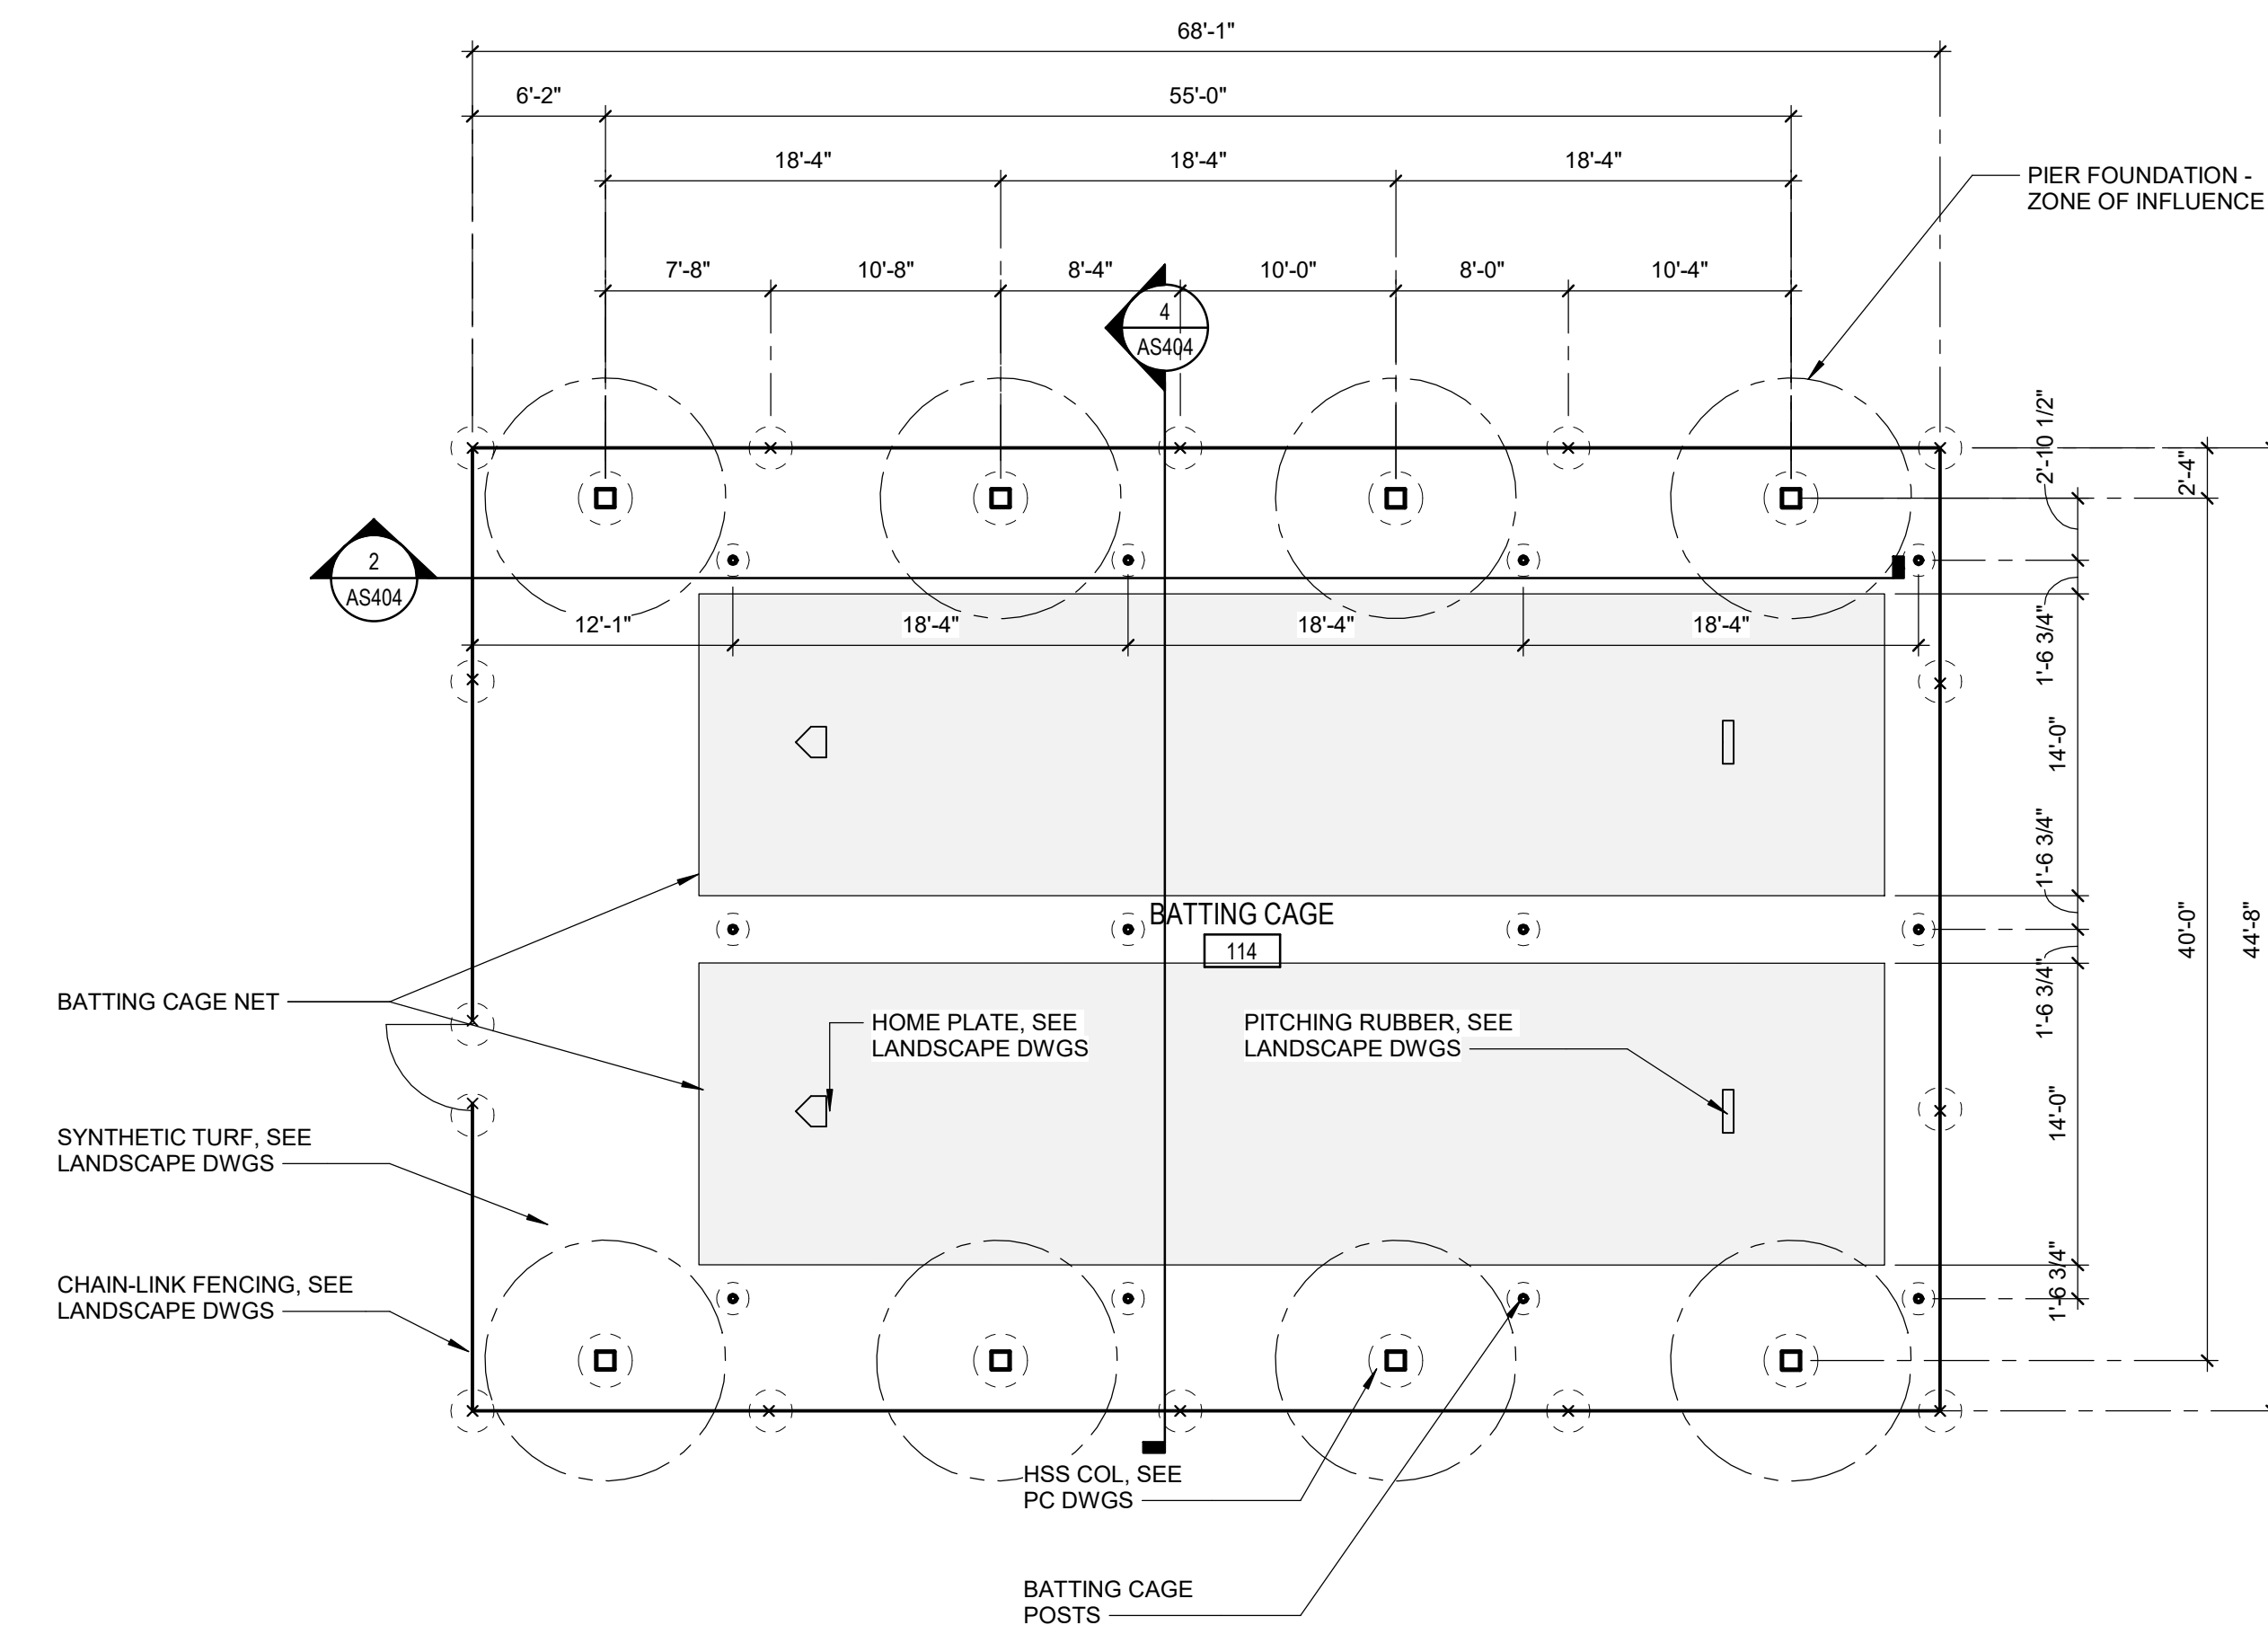 68'-1"
6'-2"
55'-0"
18'-4"
18'-4"
18'-4"
PIER FOUNDATION -
ZONE OF INFLUENCE
7'-8"
10'-8"
8'-4"
10'-0"
8'-0"
10'-4"
4
AS404
2'-10 1/2"
2'-4"
2
AS404
12'-1"
18'-4"
18'-4"
18'-4"
1'-6 3/4"
14'-0"
1'-6 3/4"
BATTING CAGE
114
40'-0"
44'-8"
BATTING CAGE NET
HOME PLATE, SEE
LANDSCAPE DWGS
PITCHING RUBBER, SEE
LANDSCAPE DWGS
1'-6 3/4"
14'-0"
SYNTHETIC TURF, SEE
LANDSCAPE DWGS
CHAIN-LINK FENCING, SEE
LANDSCAPE DWGS
1'-6 3/4"
HSS COL, SEE
PC DWGS
BATTING CAGE
POSTS